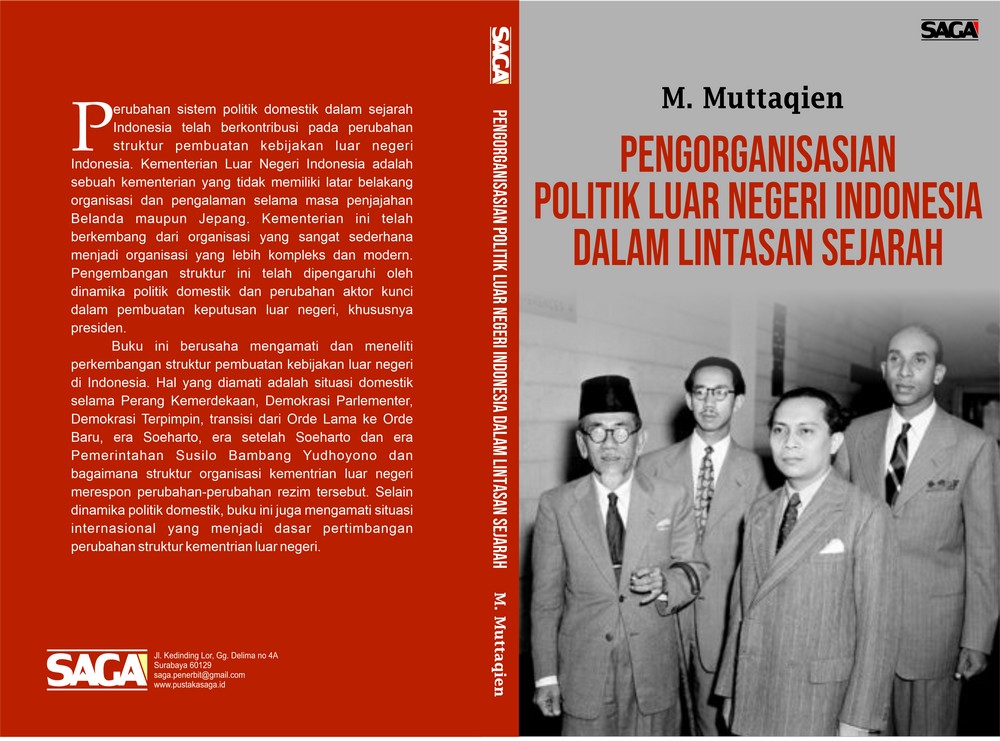 Perubahan sistem politik domestik dalam sejarah
Indonesia telah berkontribusi pada perubahan
struktur pembuatan kebijakan luar negeri
Indonesia. Kementerian Luar Negeri Indonesia adalah
sebuah kementerian yang tidak memiliki latar belakang
organisasi dan pengalaman selama masa penjajahan
Belanda maupun Jepang. Kementerian ini telah
berkembang dari organisasi yang sangat sederhana
menjadi organisasi yang lebih kompleks dan modern.
Pengembangan struktur ini telah dipengaruhi oleh
dinamika politik domestik dan perubahan aktor kunci
dalam pembuatan keputusan luar negeri, khususnya
presiden.
Buku ini berusaha mengamati dan meneliti
perkembangan struktur pembuatan kebijakan luar negeri
di Indonesia. Hal yang diamati adalah situasi domestik
selama Perang Kemerdekaan, Demokrasi Parlementer,
Demokrasi Terpimpin, transisi dari Orde Lama ke Orde
Baru, era Soeharto, era setelah Soeharto dan era
Pemerintahan Susilo Bambang Yudhoyono dan
bagaimana struktur organisasi kementrian luar negeri
merespon perubahan-perubahan rezim tersebut. Selain
dinamika politik domestik, buku ini juga mengamati situasi
internasional yang menjadi dasar pertimbangan
perubahan struktur kementrian luar negeri.
SAGA
Jl. Kedinding Lor, Gg. Delima no 4A
Surabaya 60129
saga.penerbit@gmail.com
www.pustakasaga.id
SAGA
PENGORGANISASIAN POLITIK LUAR NEGERI INDONESIA DALAM LINTASAN SEJARAH
M. Muttaqien
SAGA
M. Muttaqien
PENGORGANISASIAN
POLITIK LUAR NEGERI INDONESIA
DALAM LINTASAN SEJARAH